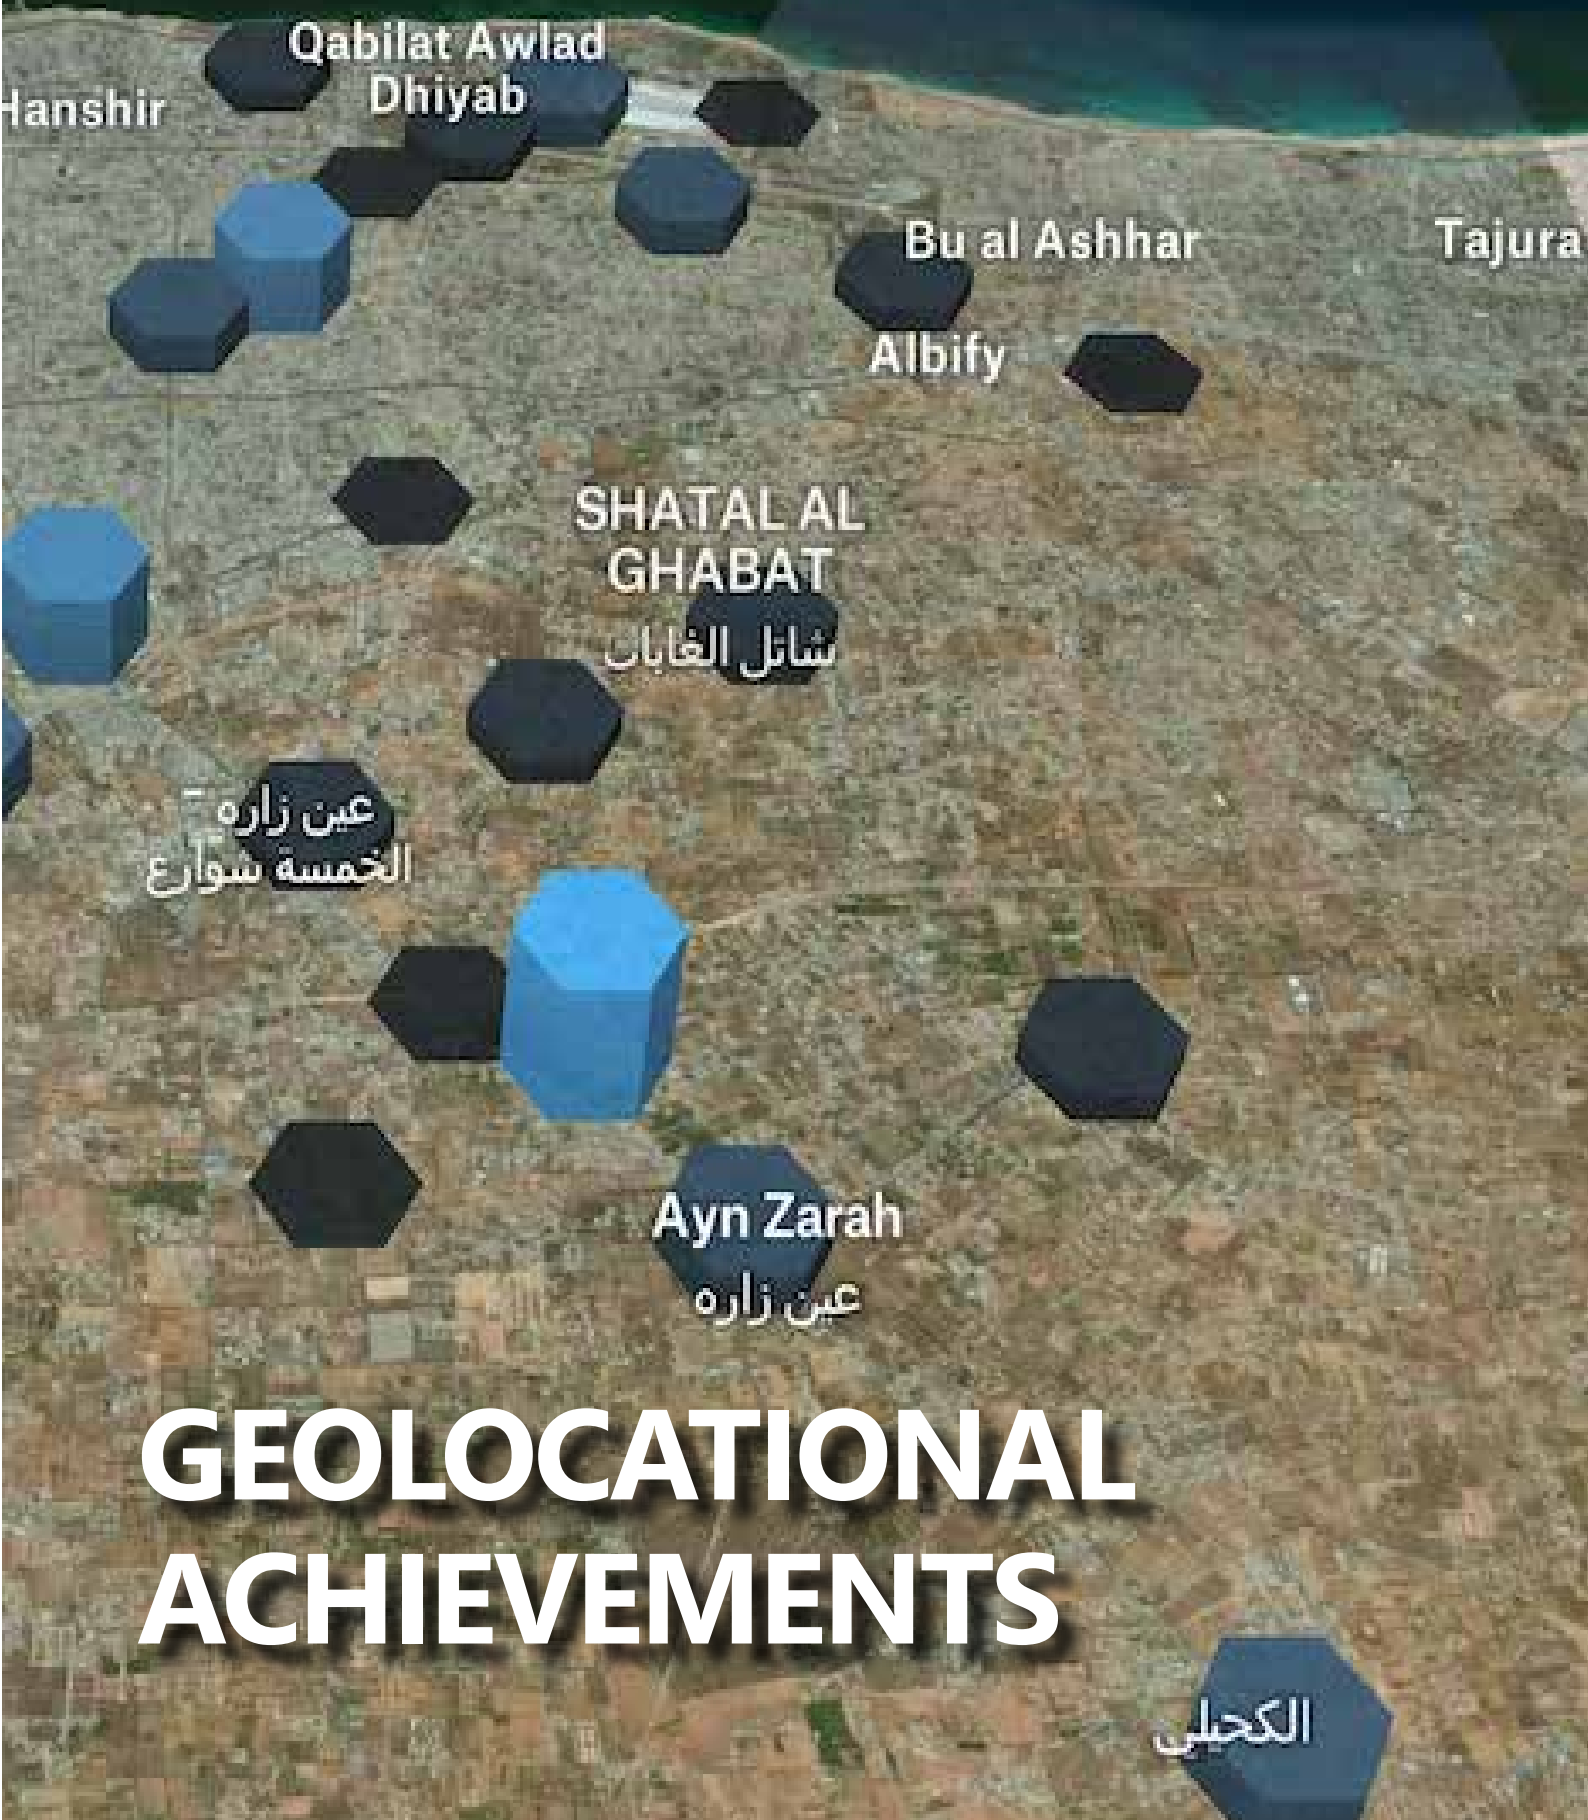 Qabilat Awlad
Dhiyab
Hanshir
Bu al Ashhar
Tajura
Albify
SHATAL AL
GHABAT
شاتل الغابات
عين زاره _
الخمسة شوارع
Ayn Zarah
عين زاره
GEOLOCATIONAL
ACHIEVEMENTS
الكحيلي